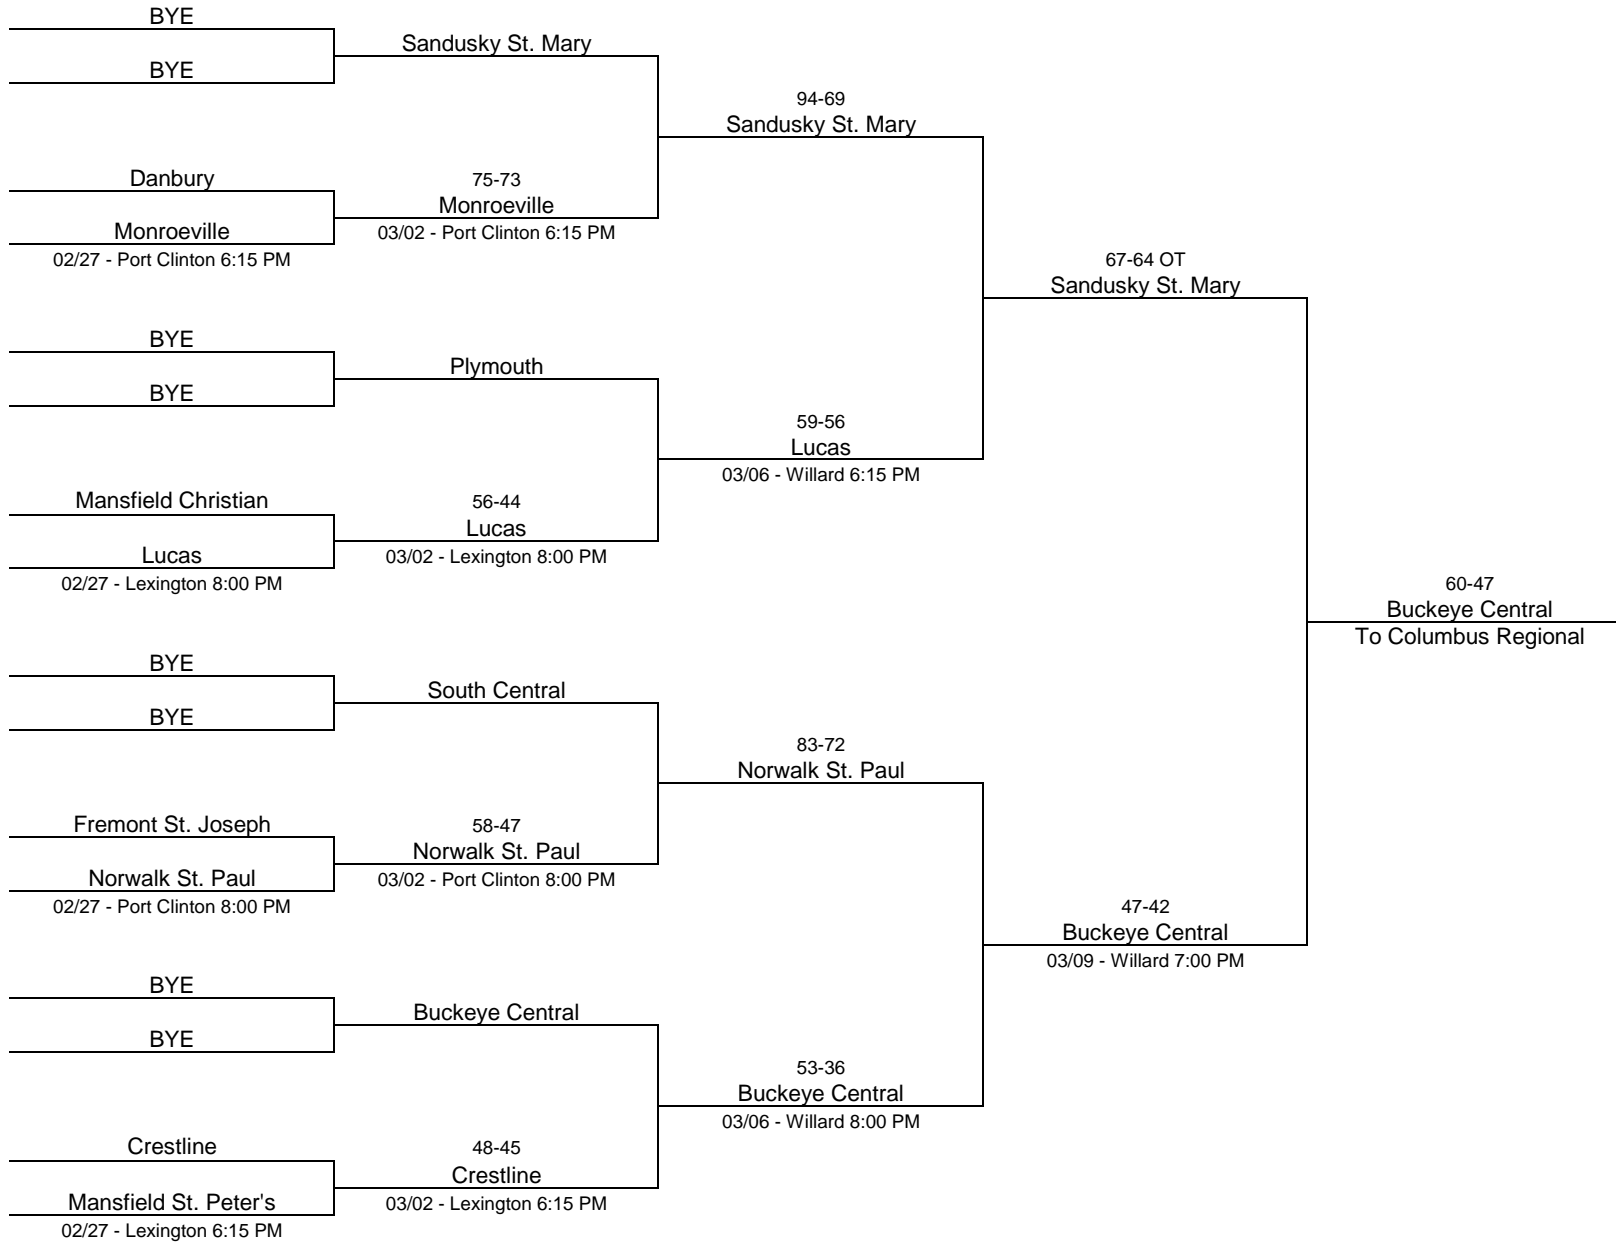 BYE
Sandusky St. Mary
BYE
94-69
Sandusky St. Mary
Danbury
75-73
Monroeville
Monroeville
03/02 - Port Clinton 6:15 PM
02/27 - Port Clinton 6:15 PM
67-64 OT
Sandusky St. Mary
BYE
Plymouth
BYE
59-56
Lucas
03/06 - Willard 6:15 PM
Mansfield Christian
56-44
Lucas
Lucas
03/02 - Lexington 8:00 PM
02/27 - Lexington 8:00 PM
60-47
Buckeye Central
To Columbus Regional
BYE
South Central
BYE
83-72
Norwalk St. Paul
Fremont St. Joseph
58-47
Norwalk St. Paul
Norwalk St. Paul
03/02 - Port Clinton 8:00 PM
02/27 - Port Clinton 8:00 PM
47-42
Buckeye Central
03/09 - Willard 7:00 PM
BYE
Buckeye Central
BYE
53-36
Buckeye Central
03/06 - Willard 8:00 PM
Crestline
48-45
Crestline
Mansfield St. Peter's
03/02 - Lexington 6:15 PM
02/27 - Lexington 6:15 PM